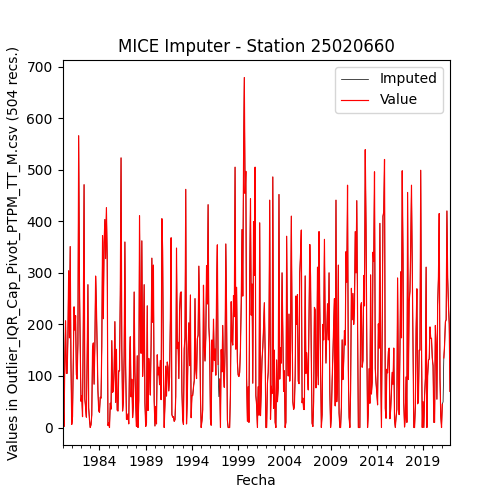 MICE Imputer - Station 25020660
Values in Outlier_IQR_Cap_Pivot_PTPM_TT_M.csv (504 recs.)
700
600
500
400
300
200
100
0
Imputed
Value
1984 1989 1994 1999 2004 2009 2014 2019
Fecha